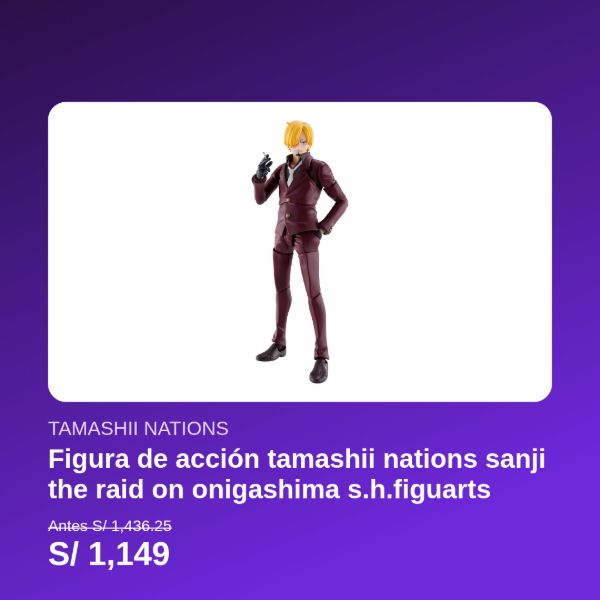 TAMASHII NATIONS
Figura de acción tamashii nations sanji
the raid on onigashima s.h.figuarts
Antes S/ 1,436.25
S/ 1,149